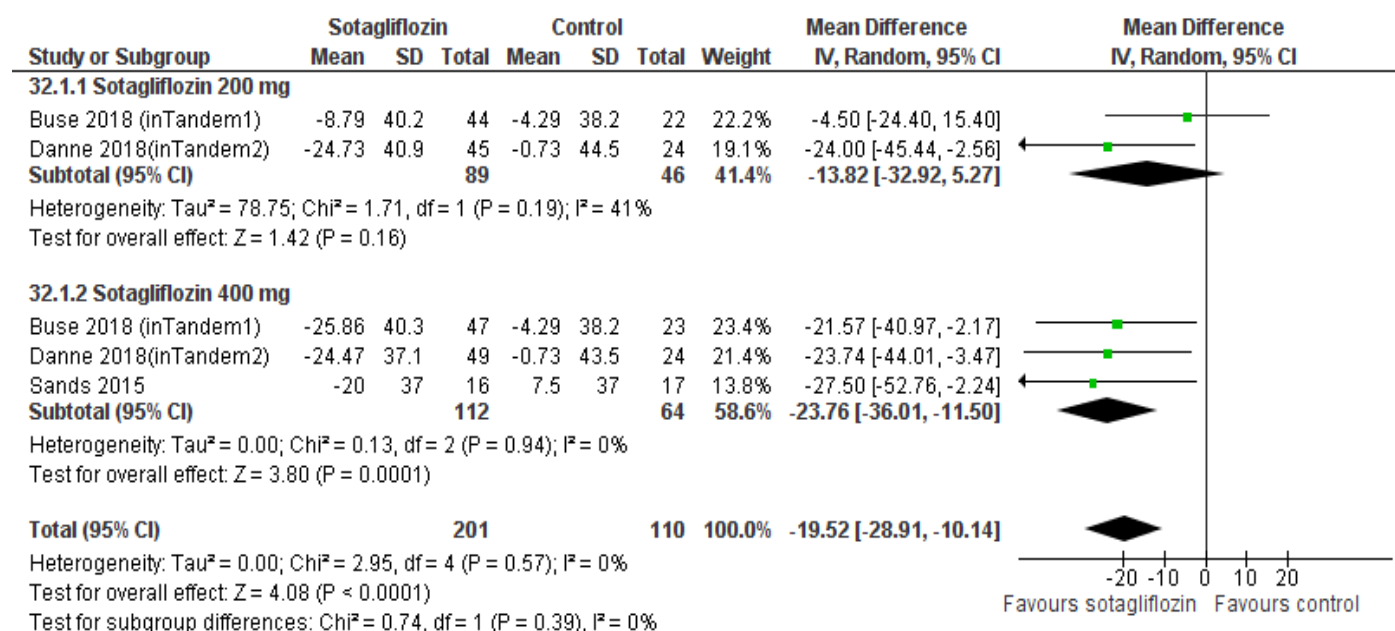 Sotagliflozin Control Mean Difference Mean Difference
Study or Subgroup Mean SD Total Mean SD Total Weight IV, Random, 95% CI IV, Random, 95% CI
32.1.1 Sotagliflozin 200 mg
Buse 2018 (inTandem1) -8.79 40.2 44 -4.29 38.2 22 22.2% -4.50 [-24.40, 15.40]
Danne 2018(inTandem2) -24.73 40.9 45 -0.73 44.5 24 19.1% -24.00 [-45.44, -2.56]
Subtotal (95% CI) 89 46 41.4% -13.82 [-32.92, 5.27]
Heterogeneity: Tau² = 78.75; Chi² = 1.71, df = 1 (P = 0.19); I² = 41%
Test for overall effect: Z = 1.42 (P = 0.16)
32.1.2 Sotagliflozin 400 mg
Buse 2018 (inTandem1) -25.86 40.3 47 -4.29 38.2 23 23.4% -21.57 [-40.97, -2.17]
Danne 2018(inTandem2) -24.47 37.1 49 -0.73 43.5 24 21.4% -23.74 [-44.01, -3.47]
Sands 2015 -20 37 16 7.5 37 17 13.8% -27.50 [-52.76, -2.24]
Subtotal (95% CI) 112 64 58.6% -23.76 [-36.01, -11.50]
Heterogeneity: Tau² = 0.00; Chi² = 0.13, df = 2 (P = 0.94); I² = 0%
Test for overall effect: Z = 3.80 (P = 0.0001)
Total (95% CI) 201 110 100.0% -19.52 [-28.91, -10.14]
Heterogeneity: Tau² = 0.00; Chi² = 2.95, df = 4 (P = 0.57); I² = 0%
Test for overall effect: Z = 4.08 (P < 0.0001)
Test for subgroup differences: Chi² = 0.74, df = 1 (P = 0.39), I² = 0%
-20 -10 0 10 20
Favours sotagliflozin Favours control